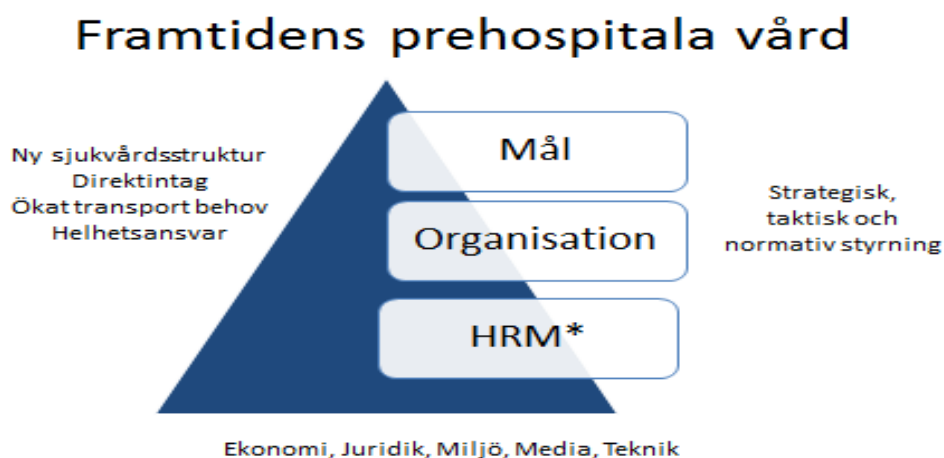 Framtidens prehospitala vård
Ny sjukvårdsstruktur
Direktintag
Ökat transport behov
Helhetsansvar
Mål
Organisation
HRM*
Strategisk,
taktisk och
normativ styrning
Ekonomi, Juridik, Miljö, Media, Teknik